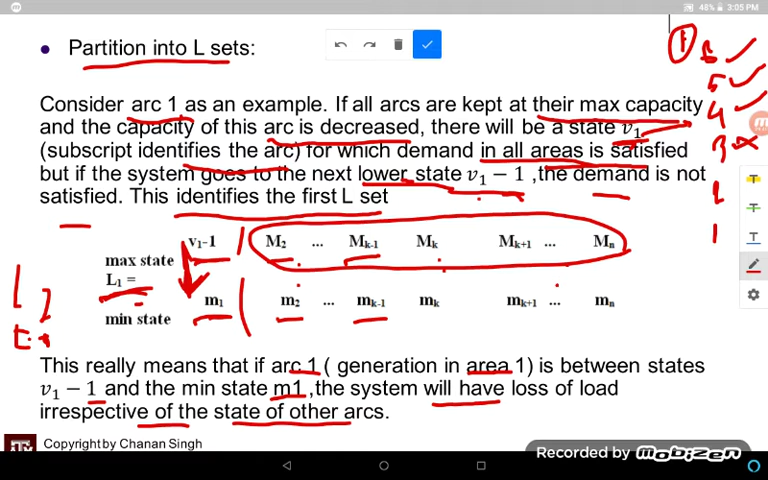 48% 3:05 PM
• Partition into L sets:
1 6
5
4
3
2
1
Consider arc 1 as an example. If all arcs are kept at their max capacity
and the capacity of this arc is decreased, there will be a state v₁
(subscript identifies the arc) for which demand in all areas is satisfied
but if the system goes to the next lower state v₁ − 1 ,the demand is not
satisfied. This identifies the first L set
v₁-1 M₂ ... Mₖ₋₁ Mₖ Mₖ₊₁ ... Mₙ
max state
L₁ =
m₁ m₂ ... mₖ₋₁ mₖ mₖ₊₁ ... mₙ
min state
This really means that if arc 1 ( generation in area 1) is between states
v₁ − 1 and the min state m1 ,the system will have loss of load
irrespective of the state of other arcs.
Copyright by Chanan Singh
Recorded by mobizen